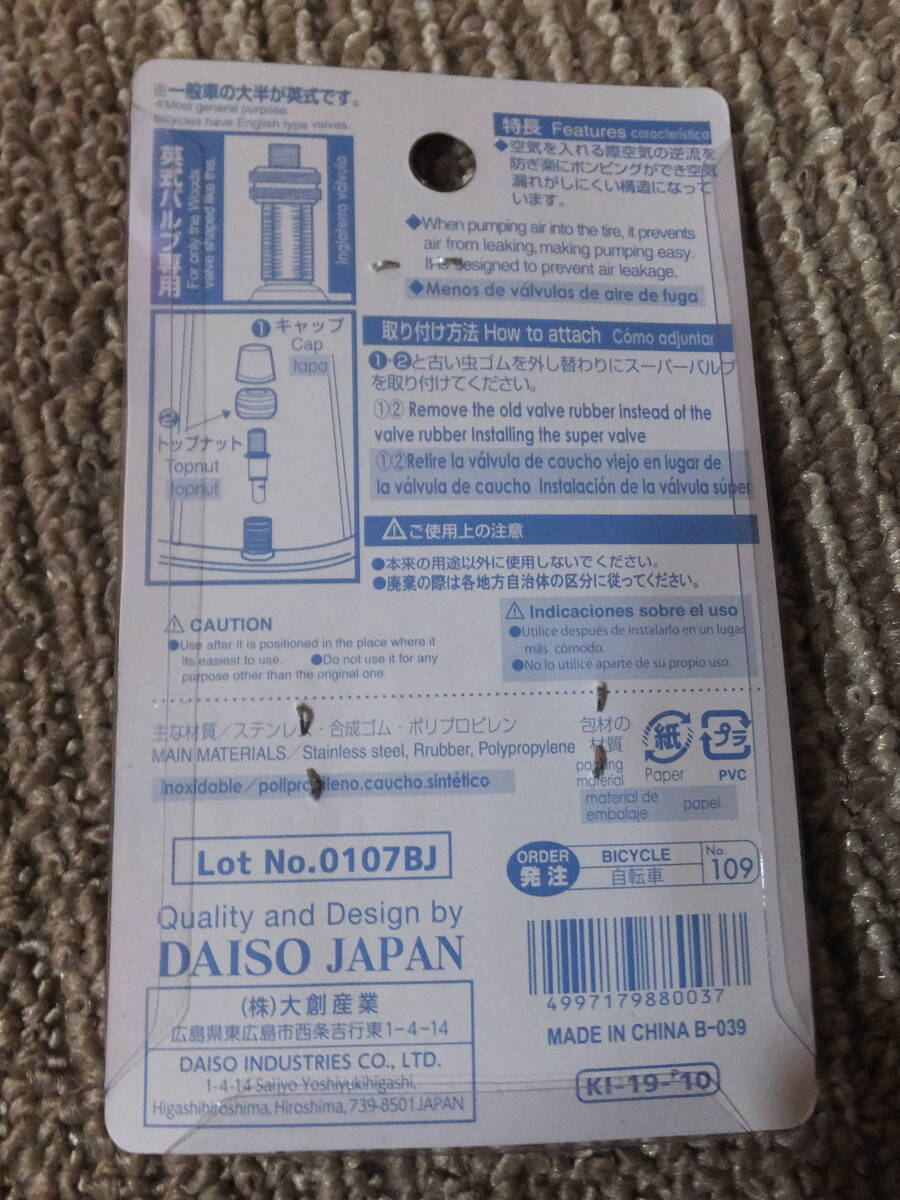 ※一般車の大半が英式です。
※Most general purpose
bicycles have English type valves.
英式バルブ専用
For only the Woods
valve shaped like this.
Inglaterra válvula
特長 Features característica
◆空気を入れる際空気の逆流を
防ぎ楽にポンピングができ空気
漏れがしにくい構造になって
います。
◆When pumping air into the tire, it prevents
air from leaking, making pumping easy.
It is designed to prevent air leakage.
◆Menos de válvulas de aire de fuga
❶キャップ
Cap
tapa
❷
トップナット
Topnut
topnut
取り付け方法 How to attach Cómo adjuntar
❶・❷と古い虫ゴムを外し替わりにスーパーバルブ
を取り付けてください。
①② Remove the old valve rubber instead of the
valve rubber Installing the super valve
①②Retire la válvula de caucho viejo en lugar de
la válvula de caucho Instalación de la válvula súper
⚠ご使用上の注意
●本来の用途以外に使用しないでください。
●廃棄の際は各地方自治体の区分に従ってください。
⚠ CAUTION
●Use after it is positioned in the place where it
its easiest to use. ●Do not use it for any
purpose other than the original one.
⚠ Indicaciones sobre el uso
●Utilice después de instalarlo en un lugar
más cómodo.
●No lo utilice aparte de su propio uso.
主な材質／ステンレス・合成ゴム・ポリプロピレン
MAIN MATERIALS／Stainless steel, Rrubber, Polypropylene
inoxidable／polipropileno.caucho.sintético
包材の
材質
packing
material
紙
Paper
プラ
PVC
material de
embalaje
papel
Lot No.0107BJ
ORDER
発注
BICYCLE
自転車
No.
109
Quality and Design by
DAISO JAPAN
(株)大創産業
広島県東広島市西条吉行東1-4-14
DAISO INDUSTRIES CO., LTD.
1-4-14 Saijyo Yoshiyukihigashi,
Higashihiroshima, Hiroshima, 739-8501 JAPAN
4997179880037
MADE IN CHINA B-039
KI-19-P10